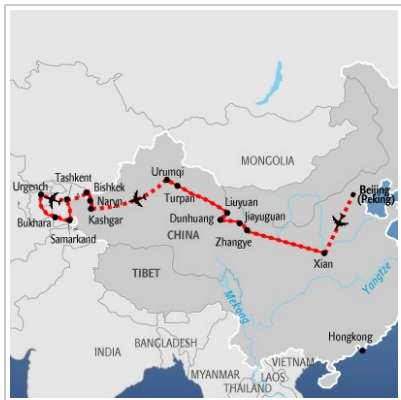 MONGOLIA
Urumqi
Tashkent
Bishkek
Urgench
Naryn
Turpan
Liuyuan
Beijing
(Peking)
Bukhara
Kashgar
Dunhuang
Jiayuguan
Samarkand
CHINA
Zhangye
Xian
TIBET
Mekong
Yangtze
Hongkong
INDIA
BANGLADESH
VIETNAM
MYANMAR
LAOS
THAILAND